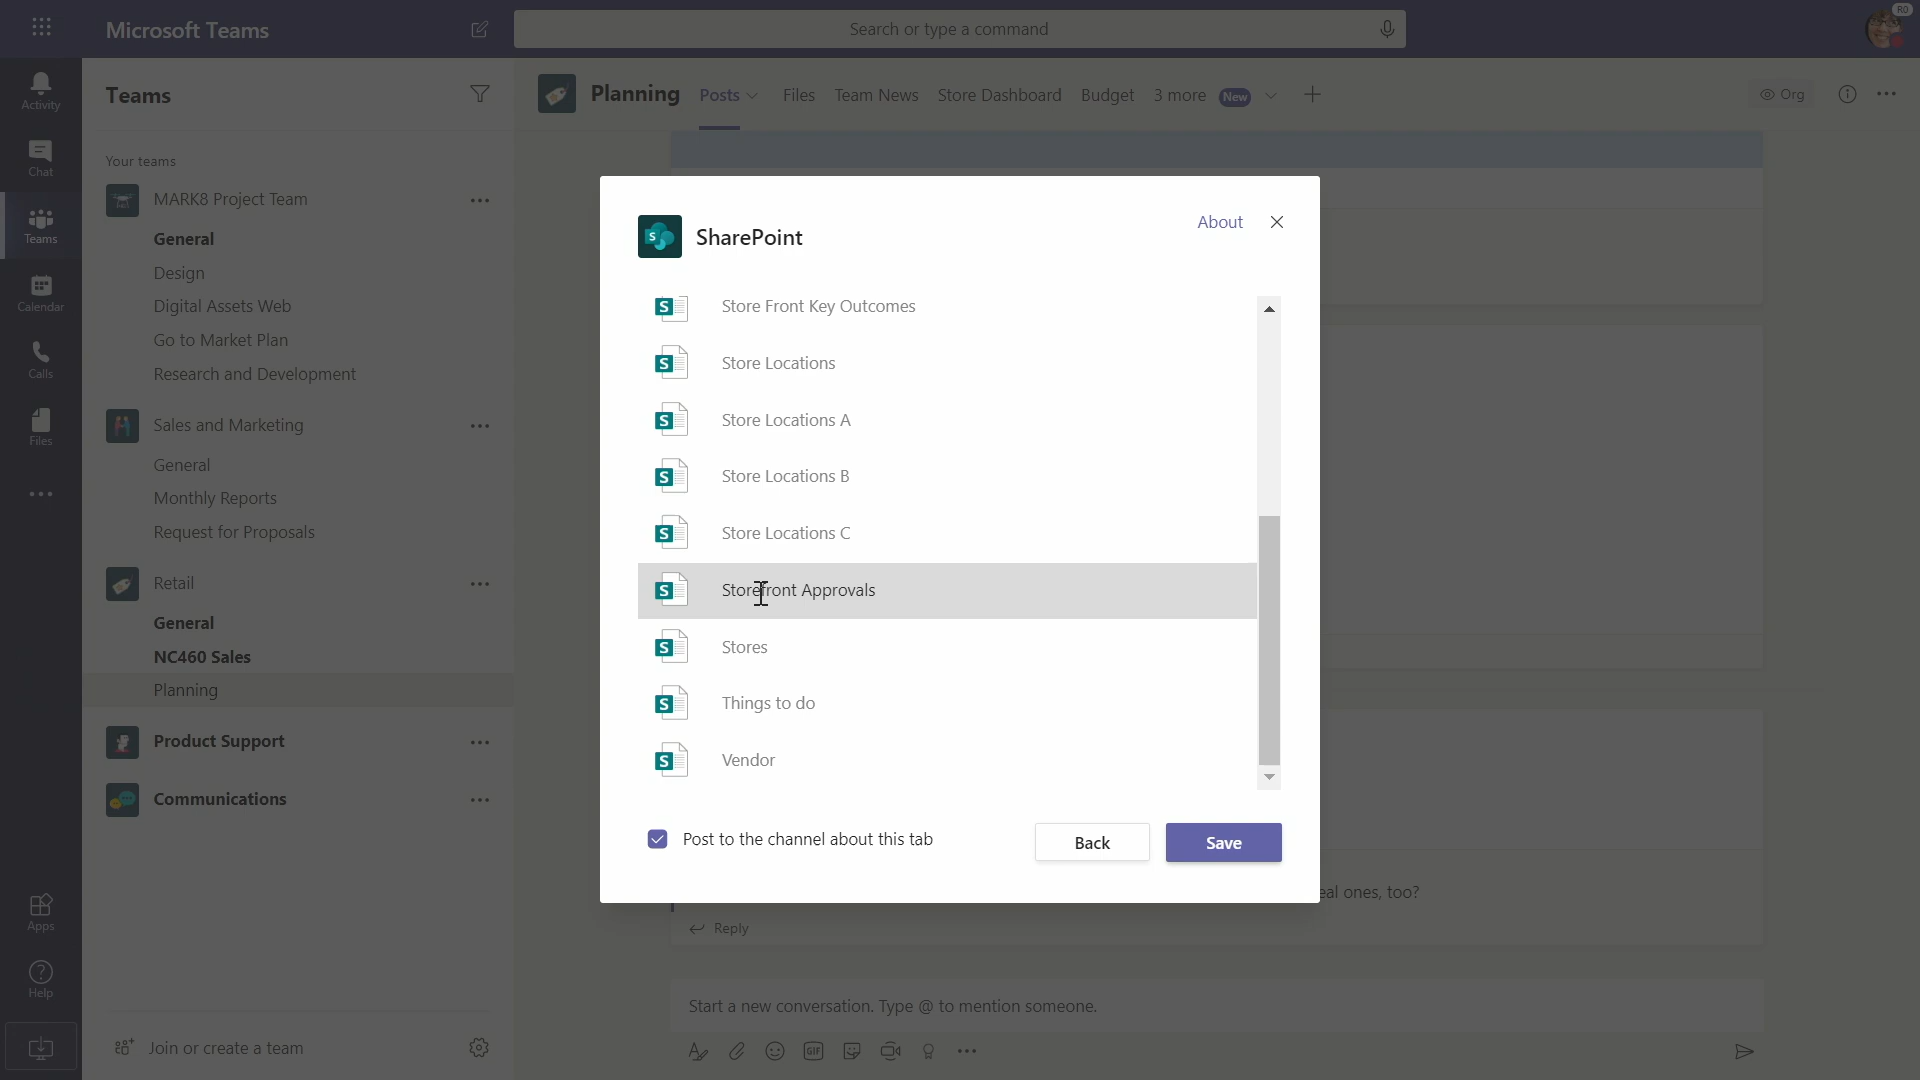 Microsoft Teams
Search or type a command
RO
Activity
Chat
Teams
Calendar
Calls
Files
Apps
Help
Teams
Your teams
MARK8 Project Team
General
Design
Digital Assets Web
Go to Market Plan
Research and Development
Sales and Marketing
General
Monthly Reports
Request for Proposals
Retail
General
NC460 Sales
Planning
Product Support
Communications
Join or create a team
Planning Posts Files Team News Store Dashboard Budget 3 more New
Org
SharePoint
About
Store Front Key Outcomes
Store Locations
Store Locations A
Store Locations B
Store Locations C
Storefront Approvals
Stores
Things to do
Vendor
Post to the channel about this tab
Back
Save
eal ones, too?
Reply
Start a new conversation. Type @ to mention someone.
GIF